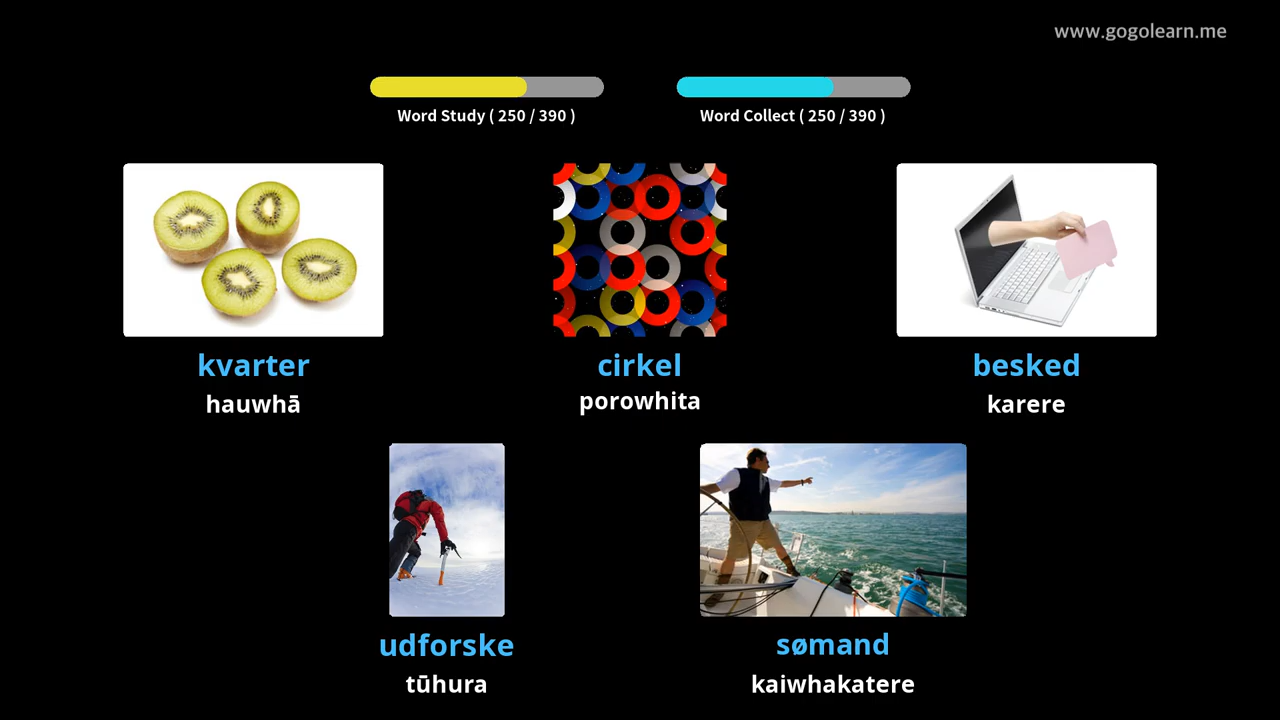 www.gogolearn.me
Word Study ( 250 / 390 )
Word Collect ( 250 / 390 )
kvarter
hauwhā
cirkel
porowhita
besked
karere
udforske
tūhura
sømand
kaiwhakatere